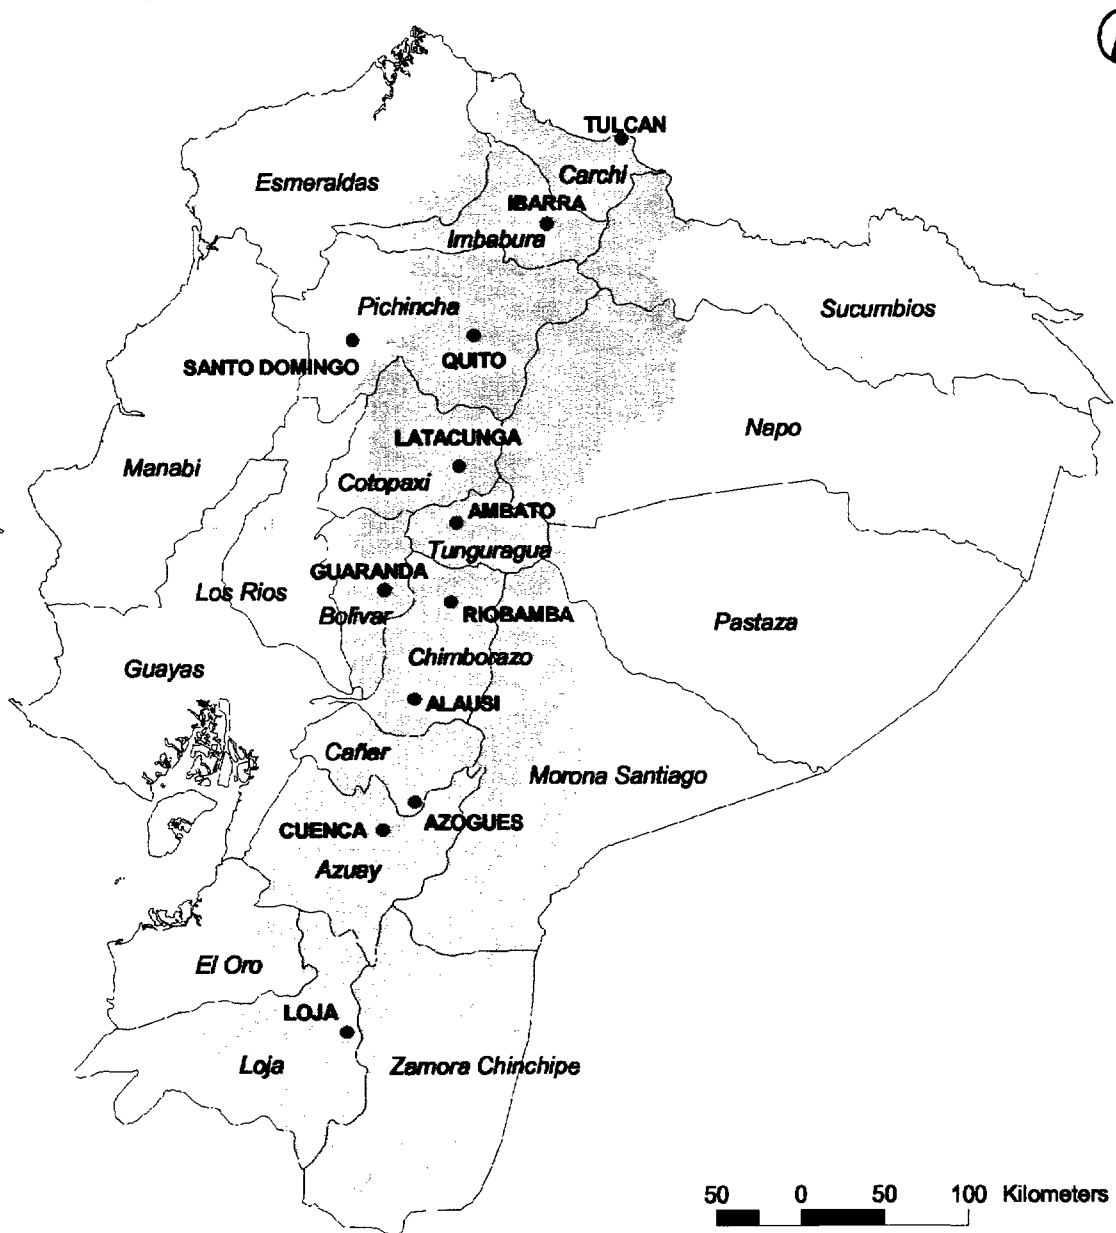 TULCAN
Carchi
Esmeraldas
IBARRA
Imbabura
Pichincha
Sucumbios
SANTO DOMINGO
QUITO
Napo
LATACUNGA
Manabi
Cotopaxi
AMBATO
Tunguragua
GUARANDA
Los Rios
Bolivar
RIOBAMBA
Pastaza
Chimborazo
Guayas
ALAUSI
Cañar
Morona Santiago
AZOGUES
CUENCA
Azuay
El Oro
LOJA
Loja
Zamora Chinchipe
50 0 50 100 Kilometers